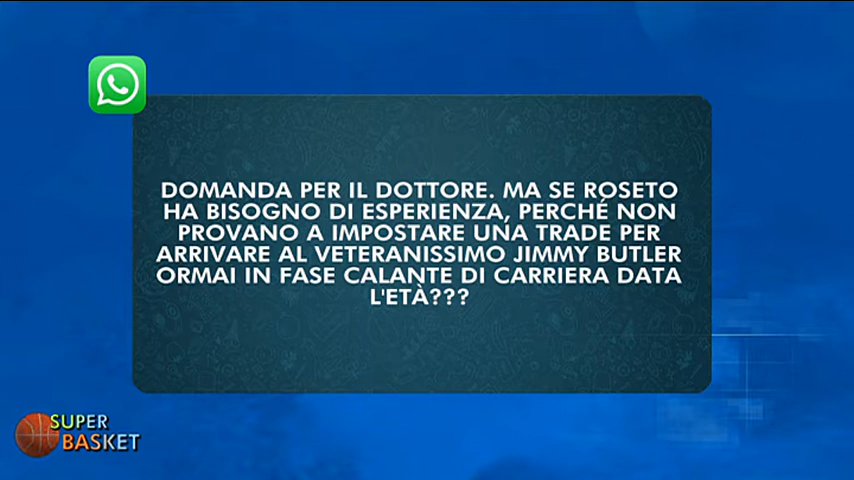 DOMANDA PER IL DOTTORE. MA SE ROSETO
HA BISOGNO DI ESPERIENZA, PERCHÉ NON
PROVANO A IMPOSTARE UNA TRADE PER
ARRIVARE AL VETERANISSIMO JIMMY BUTLER
ORMAI IN FASE CALANTE DI CARRIERA DATA
L'ETÀ???
SUPER
BASKET